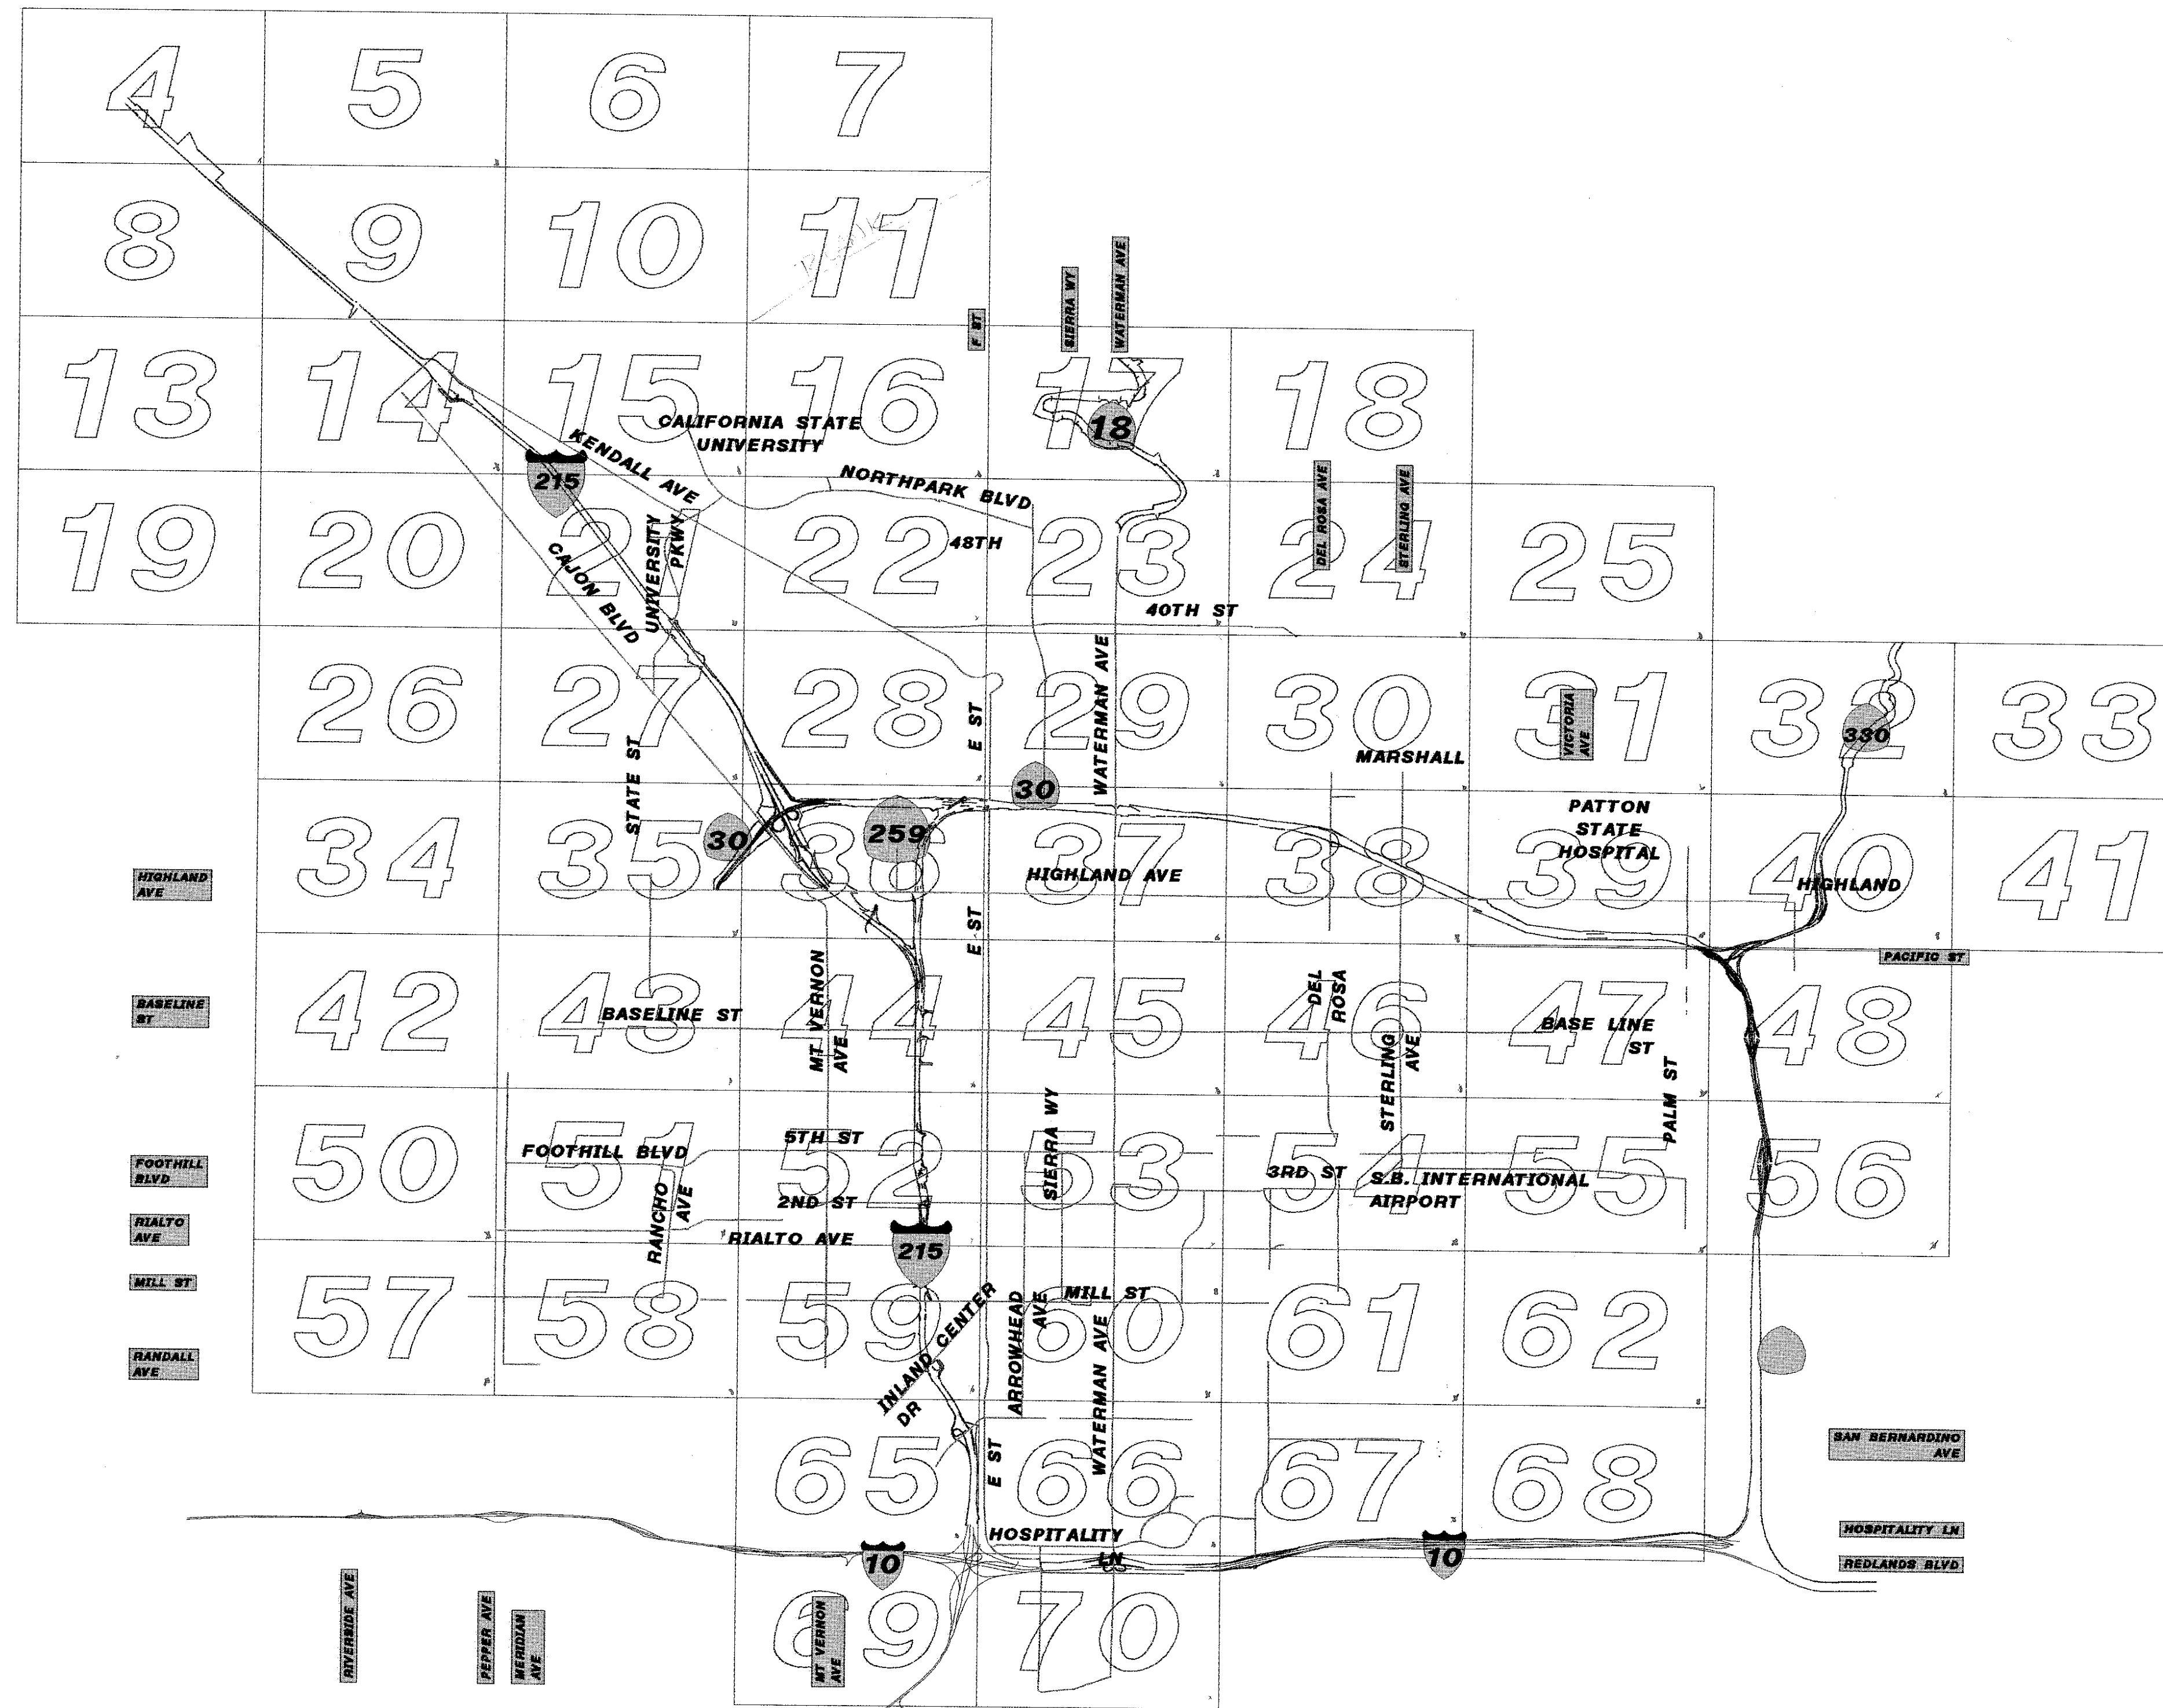 4 5 6 7
8 9 10 11
F ST
SIERRA WY
WATERMAN AVE
13 14 15 16 17 18
CALIFORNIA STATE
UNIVERSITY
18
KENDALL AVE
215
NORTHPARK BLVD
DEL ROSA AVE
STERLING AVE
19 20 21 22 23 24 25
48TH
UNIVERSITY
PKWY
CAJON BLVD
40TH ST
26 27 28 29 30 31 32 33
E ST
WATERMAN AVE
VICTORIA
AVE
330
MARSHALL
STATE ST
30
PATTON
STATE
HOSPITAL
34 35 36 37 38 39 40 41
30
259
HIGHLAND
AVE
HIGHLAND AVE
HIGHLAND
E ST
PACIFIC ST
42 43 44 45 46 47 48
BASELINE
ST
BASELINE ST
MT VERNON
AVE
DEL
ROSA
BASE LINE
ST
STERLING
AVE
PALM ST
50 51 52 53 54 55 56
FOOTHILL
BLVD
FOOTHILL BLVD
5TH ST
SIERRA WY
3RD ST
S.B. INTERNATIONAL
AIRPORT
RANCHO
AVE
2ND ST
RIALTO
AVE
RIALTO AVE
215
MILL ST
MILL ST
57 58 59 60 61 62
INLAND CENTER
DR
ARROWHEAD
AVE
WATERMAN AVE
RANDALL
AVE
65 66 67 68
E ST
SAN BERNARDINO
AVE
HOSPITALITY
LN
10
10
HOSPITALITY LN
REDLANDS BLVD
69 70
RIVERSIDE AVE
PEPPER AVE
MERIDIAN
AVE
MT VERNON
AVE